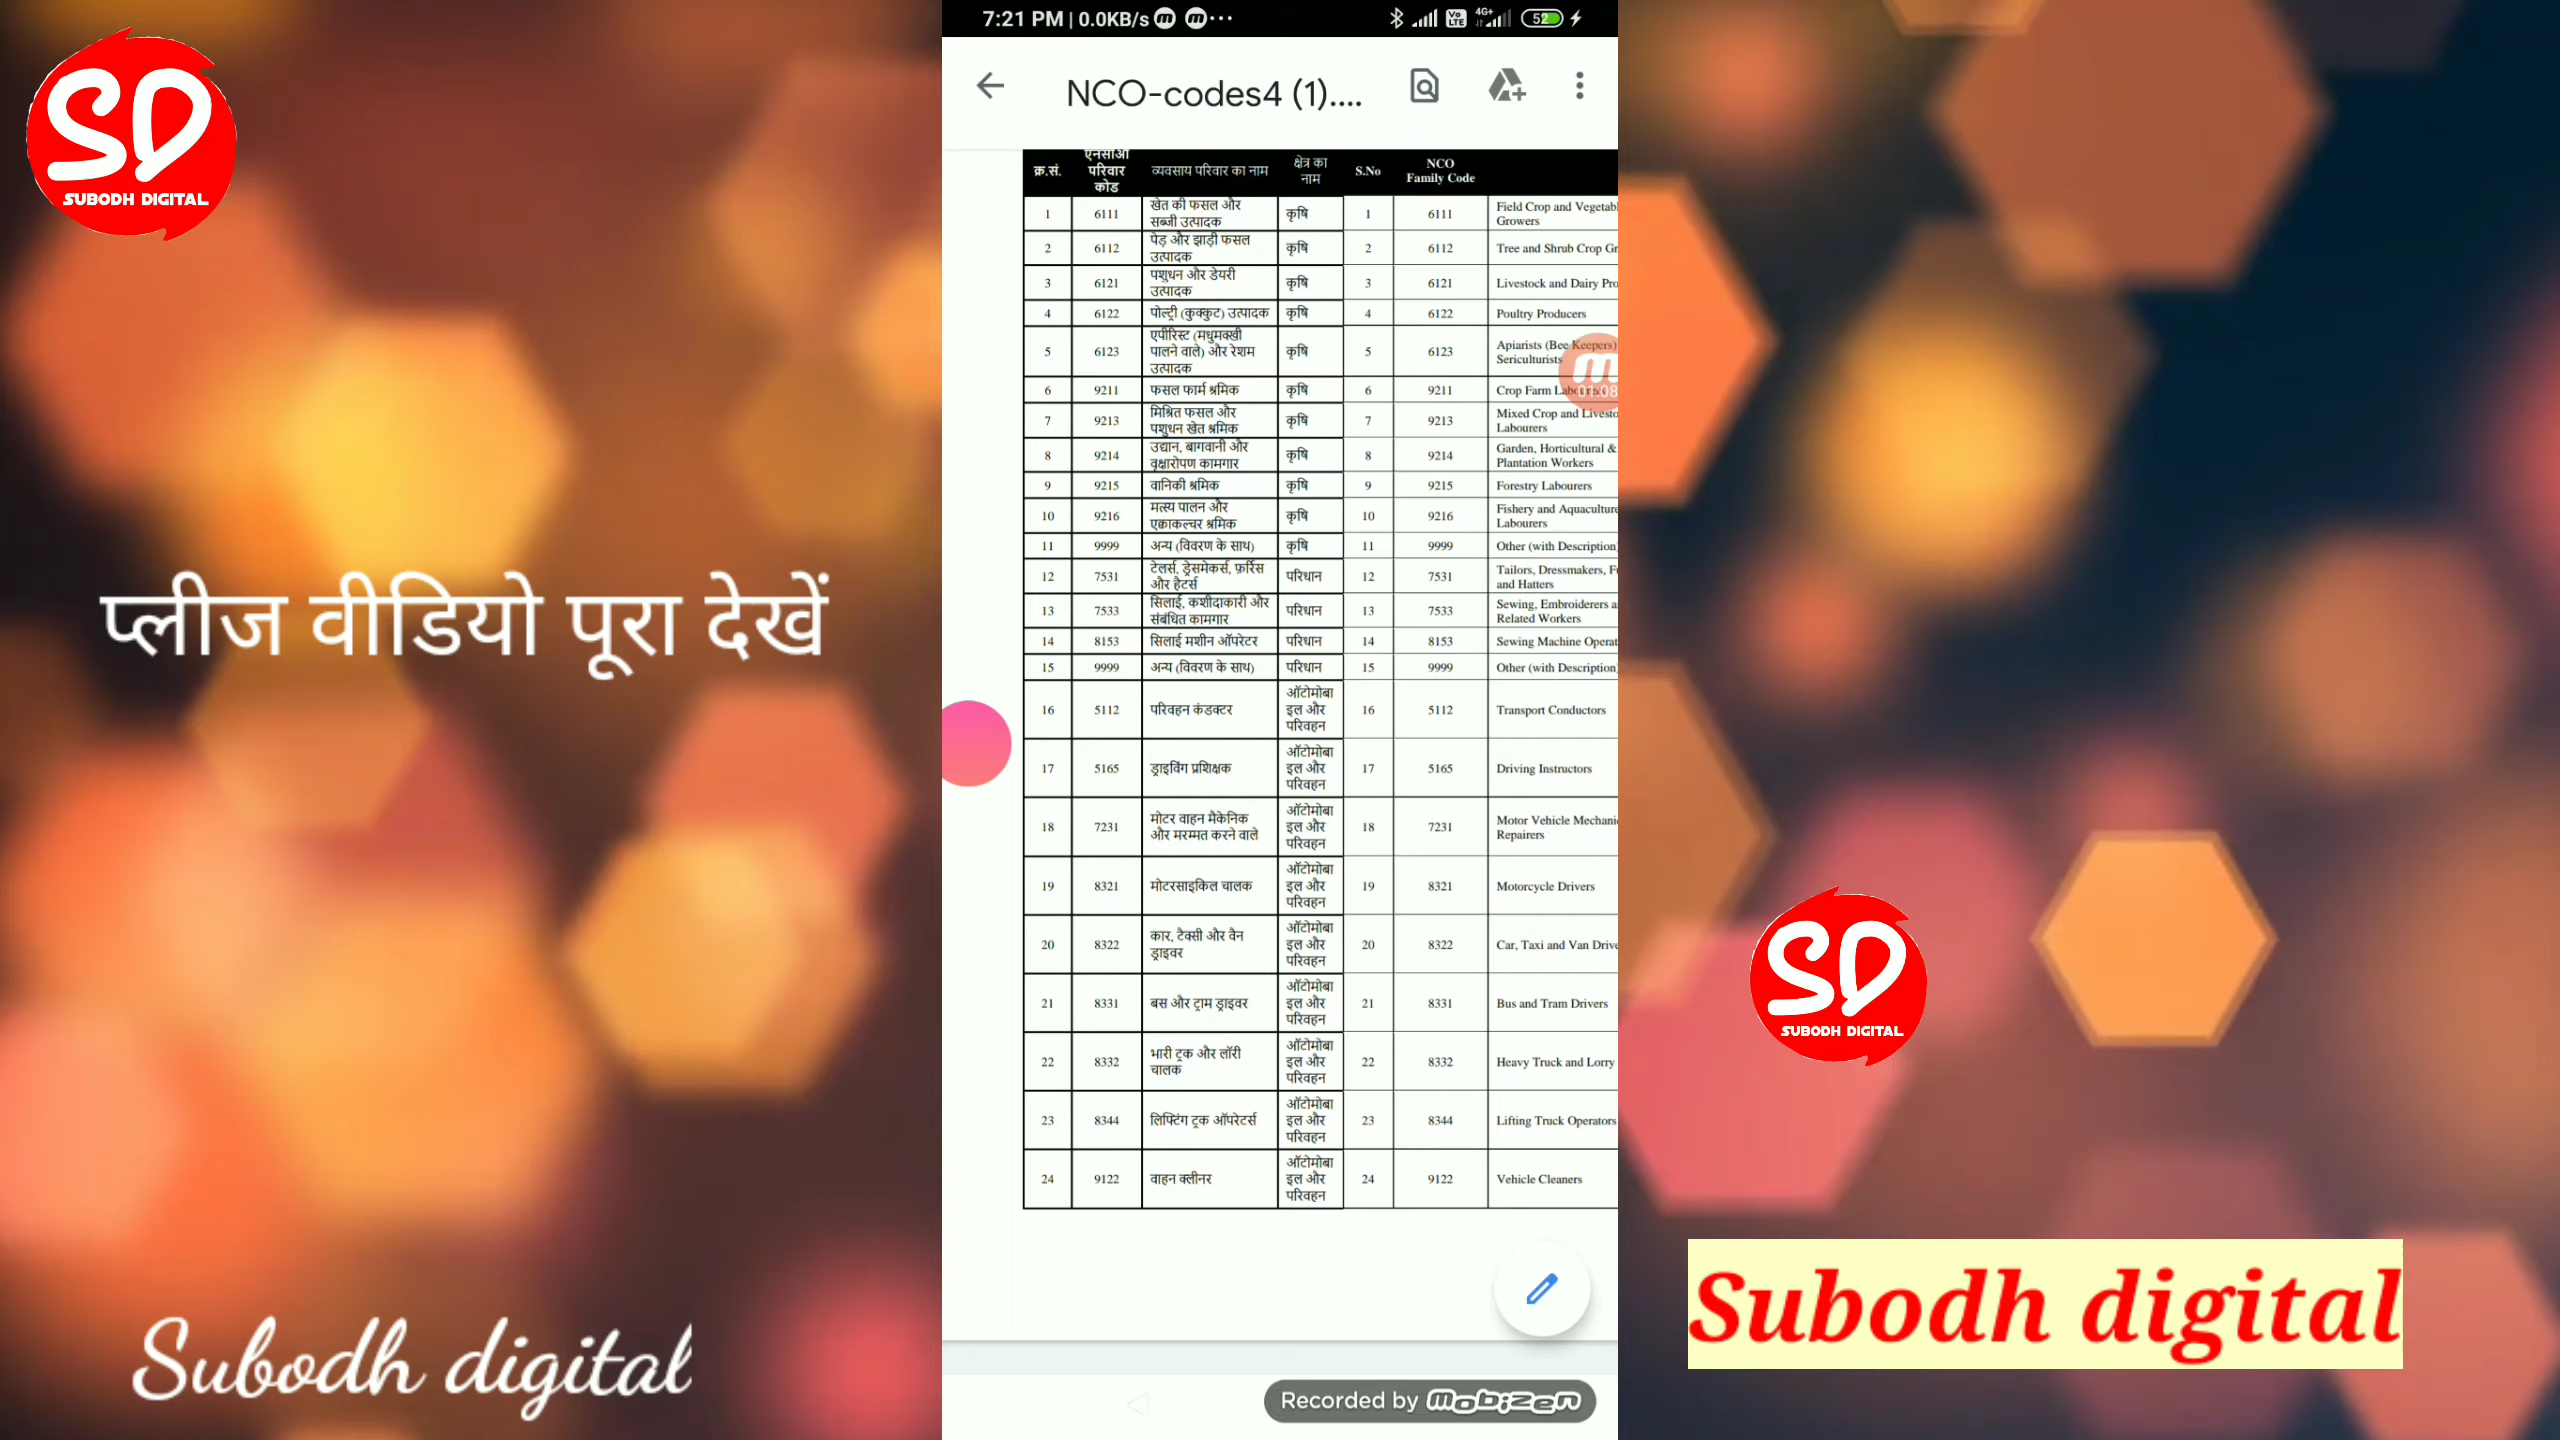 SD
SUBODH DIGITAL
प्लीज वीडियो पूरा देखें
Subodh digital
7:21 PM | 0.0KB/s
Vo LTE 4G+ 52
NCO-codes4 (1)....
क्र.सं. एनसीओ परिवार कोड व्यवसाय परिवार का नाम क्षेत्र का नाम S.No NCO Family Code
1 6111 खेत की फसल और सब्जी उत्पादक कृषि 1 6111 Field Crop and Vegetabl Growers
2 6112 पेड़ और झाड़ी फसल उत्पादक कृषि 2 6112 Tree and Shrub Crop Gr
3 6121 पशुधन और डेयरी उत्पादक कृषि 3 6121 Livestock and Dairy Pro
4 6122 पोल्ट्री (कुक्कुट) उत्पादक कृषि 4 6122 Poultry Producers
5 6123 एपीरिस्ट (मधुमक्खी पालने वाले) और रेशम उत्पादक कृषि 5 6123 Apiarists (Bee Keepers) Sericulturists
6 9211 फसल फार्म श्रमिक कृषि 6 9211 Crop Farm
7 9213 मिश्रित फसल और पशुधन खेत श्रमिक कृषि 7 9213 Mixed Crop and Livesto Labourers
8 9214 उद्यान, बागवानी और वृक्षारोपण कामगार कृषि 8 9214 Garden, Horticultural & Plantation Workers
9 9215 वानिकी श्रमिक कृषि 9 9215 Forestry Labourers
10 9216 मत्स्य पालन और एक्वाकल्चर श्रमिक कृषि 10 9216 Fishery and Aquaculture Labourers
11 9999 अन्य (विवरण के साथ) कृषि 11 9999 Other (with Description)
12 7531 टेलर्स, ड्रेसमेकर्स, फ़र्रिस और हैटर्स परिधान 12 7531 Tailors, Dressmakers, Fu and Hatters
13 7533 सिलाई, कशीदाकारी और संबंधित कामगार परिधान 13 7533 Sewing, Embroiderers a Related Workers
14 8153 सिलाई मशीन ऑपरेटर परिधान 14 8153 Sewing Machine Operat
15 9999 अन्य (विवरण के साथ) परिधान 15 9999 Other (with Description)
16 5112 परिवहन कंडक्टर ऑटोमोबाइल और परिवहन 16 5112 Transport Conductors
17 5165 ड्राइविंग प्रशिक्षक ऑटोमोबाइल और परिवहन 17 5165 Driving Instructors
18 7231 मोटर वाहन मैकेनिक और मरम्मत करने वाले ऑटोमोबाइल और परिवहन 18 7231 Motor Vehicle Mechani Repairers
19 8321 मोटरसाइकिल चालक ऑटोमोबाइल और परिवहन 19 8321 Motorcycle Drivers
20 8322 कार, टैक्सी और वैन ड्राइवर ऑटोमोबाइल और परिवहन 20 8322 Car, Taxi and Van Drive
21 8331 बस और ट्राम ड्राइवर ऑटोमोबाइल और परिवहन 21 8331 Bus and Tram Drivers
22 8332 भारी ट्रक और लॉरी चालक ऑटोमोबाइल और परिवहन 22 8332 Heavy Truck and Lorry
23 8344 लिफ्टिंग ट्रक ऑपरेटर्स ऑटोमोबाइल और परिवहन 23 8344 Lifting Truck Operators
24 9122 वाहन क्लीनर ऑटोमोबाइल और परिवहन 24 9122 Vehicle Cleaners
01:08
Recorded by mobizen
SD
SUBODH DIGITAL
Subodh digital